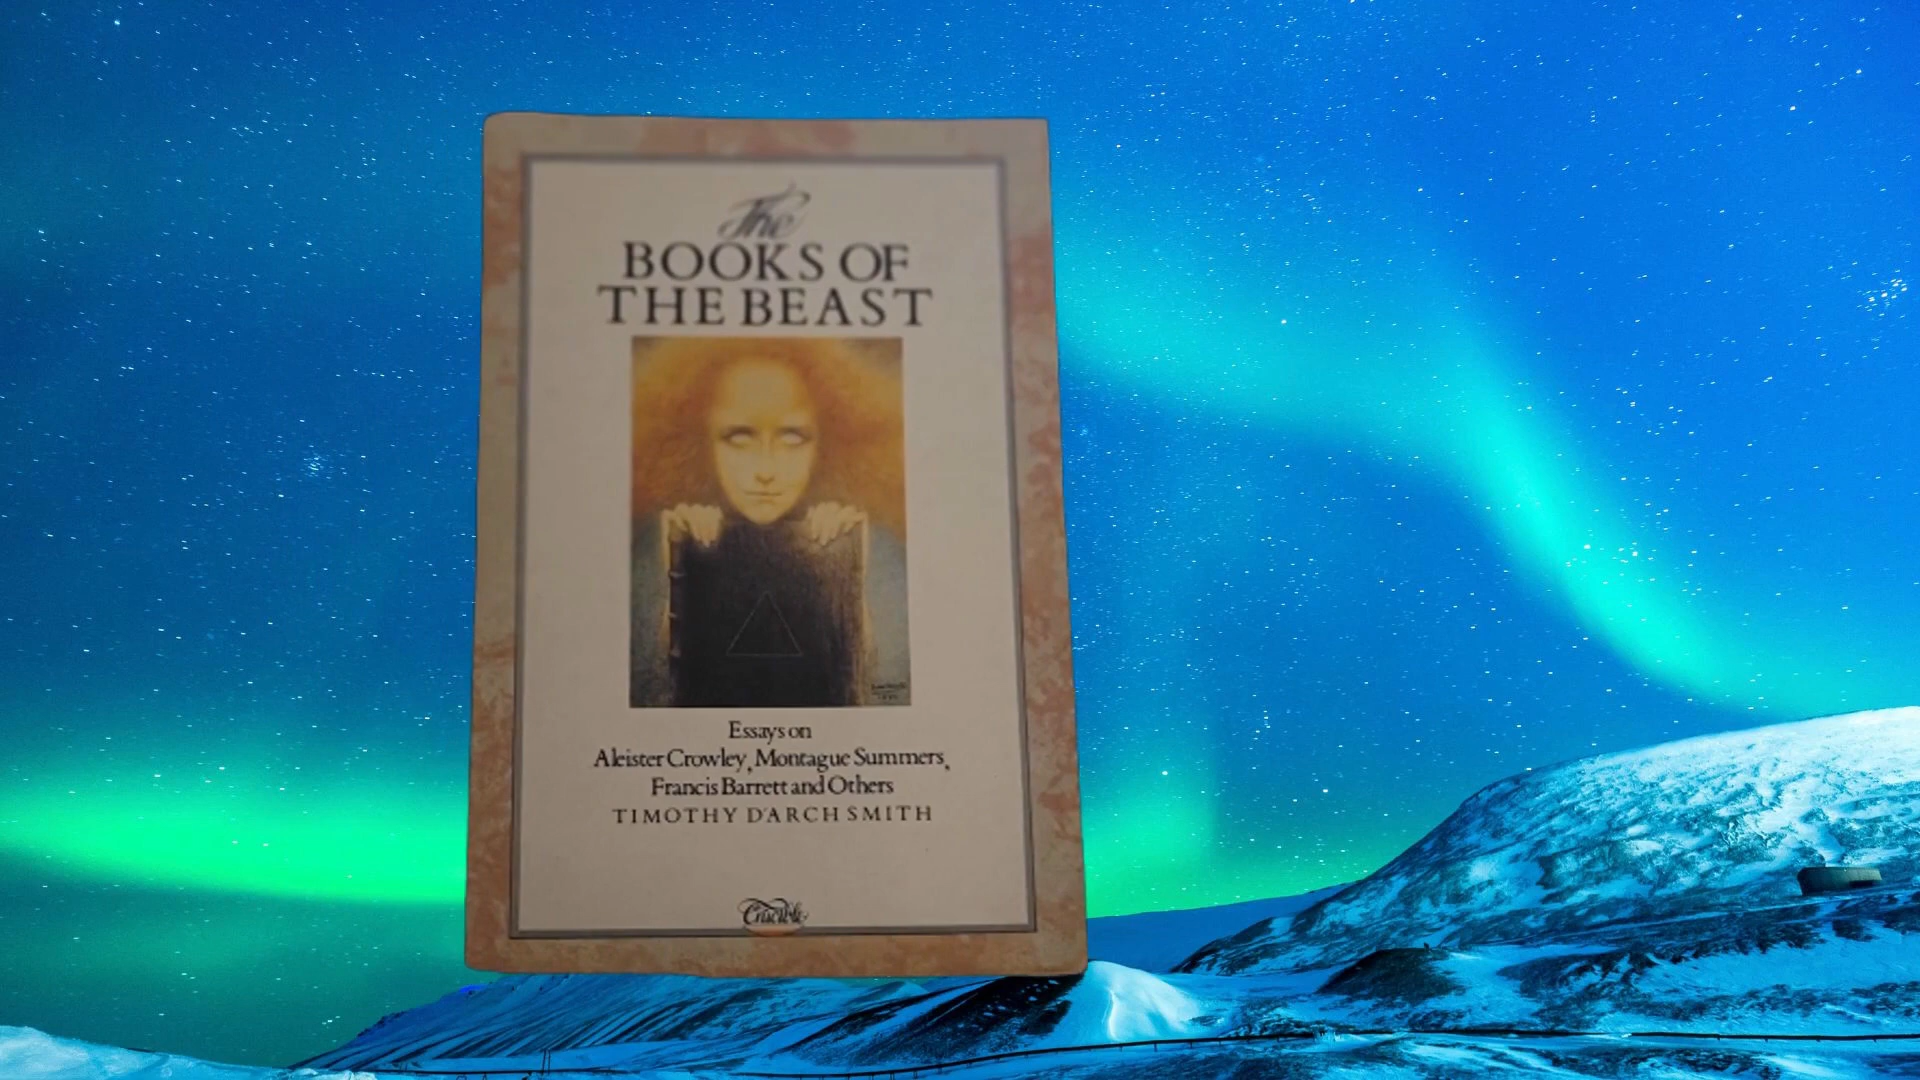 The
BOOKS OF
THE BEAST
Essays on
Aleister Crowley, Montague Summers,
Francis Barrett and Others
TIMOTHY D'ARCH SMITH
Crucible